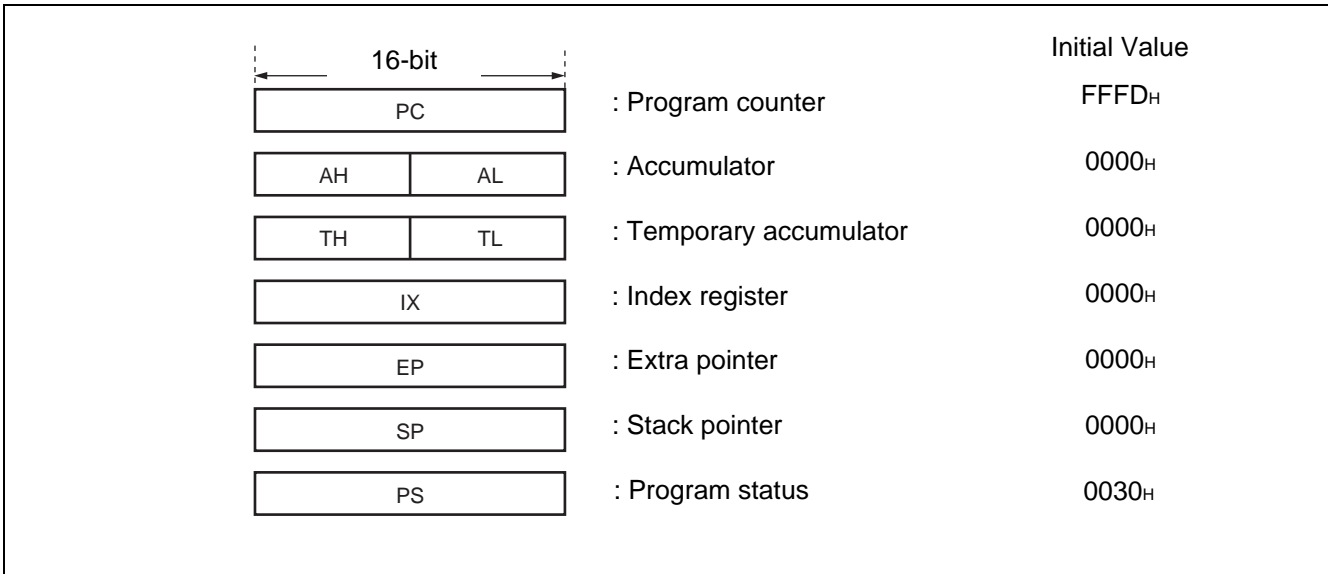 16-bit
Initial Value
PC : Program counter FFFDH
AH AL : Accumulator 0000H
TH TL : Temporary accumulator 0000H
IX : Index register 0000H
EP : Extra pointer 0000H
SP : Stack pointer 0000H
PS : Program status 0030H